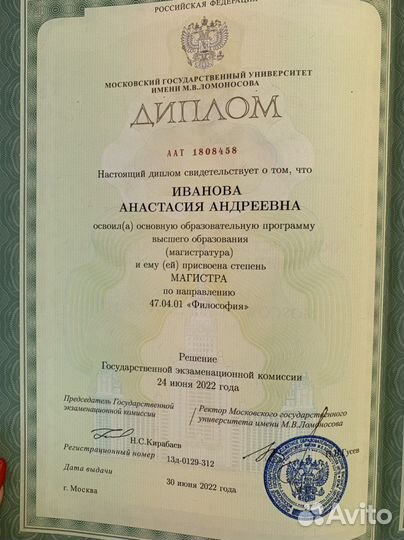 РОССИЙСКАЯ ФЕДЕРАЦИЯ
МОСКОВСКИЙ ГОСУДАРСТВЕННЫЙ УНИВЕРСИТЕТ
ИМЕНИ М.В.ЛОМОНОСОВА
ДИПЛОМ
ААТ 1808458
Настоящий диплом свидетельствует о том, что
ИВАНОВА
АНАСТАСИЯ АНДРЕЕВНА
освоил(а) основную образовательную программу
высшего образования
(магистратура)
и ему (ей) присвоена степень
МАГИСТРА
по направлению
47.04.01 «Философия»
Решение
Государственной экзаменационной комиссии
24 июня 2022 года
Председатель Государственной
экзаменационной комиссии
Ректор Московского государственного
университета имени М.В.Ломоносова
Н.С.Кирабаев
Гусев
Регистрационный номер 13д-0129-312
Дата выдачи 30 июня 2022 года
г. Москва
Avito